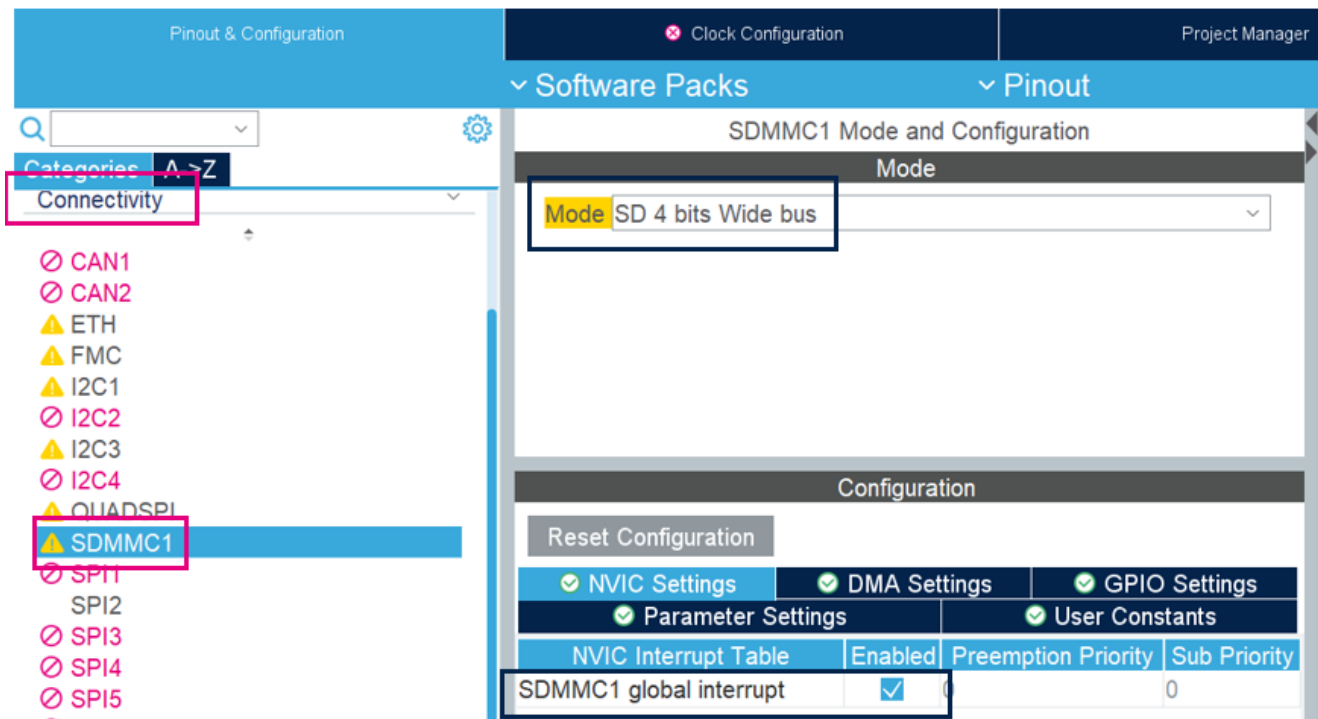 Pinout & Configuration
Clock Configuration
Project Manager
Software Packs
Pinout
Categories
A->Z
Connectivity
CAN1
CAN2
ETH
FMC
I2C1
I2C2
I2C3
I2C4
QUADSPI
SDMMC1
SPI1
SPI2
SPI3
SPI4
SPI5
SDMMC1 Mode and Configuration
Mode
Mode SD 4 bits Wide bus
Configuration
Reset Configuration
NVIC Settings
DMA Settings
GPIO Settings
Parameter Settings
User Constants
NVIC Interrupt Table Enabled Preemption Priority Sub Priority
SDMMC1 global interrupt 0 0